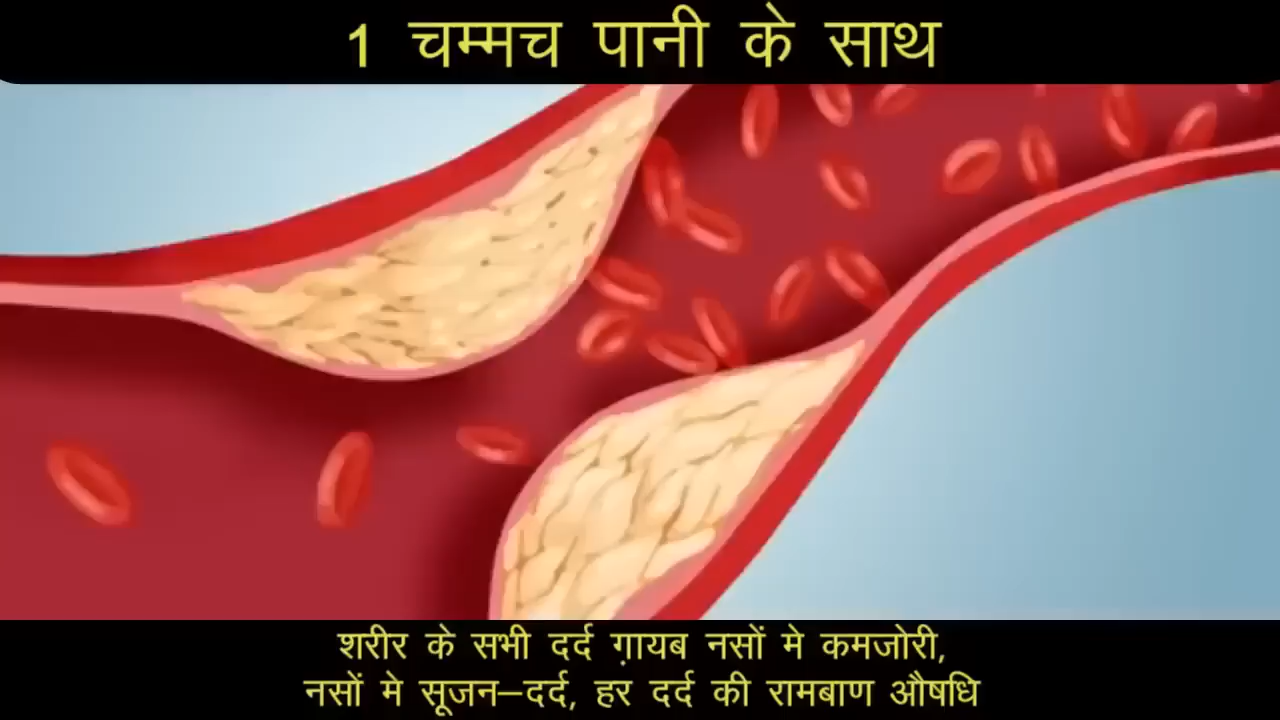 1 चम्मच पानी के साथ
शरीर के सभी दर्द ग़ायब नसों मे कमजोरी,
नसों मे सूजन–दर्द, हर दर्द की रामबाण औषधि